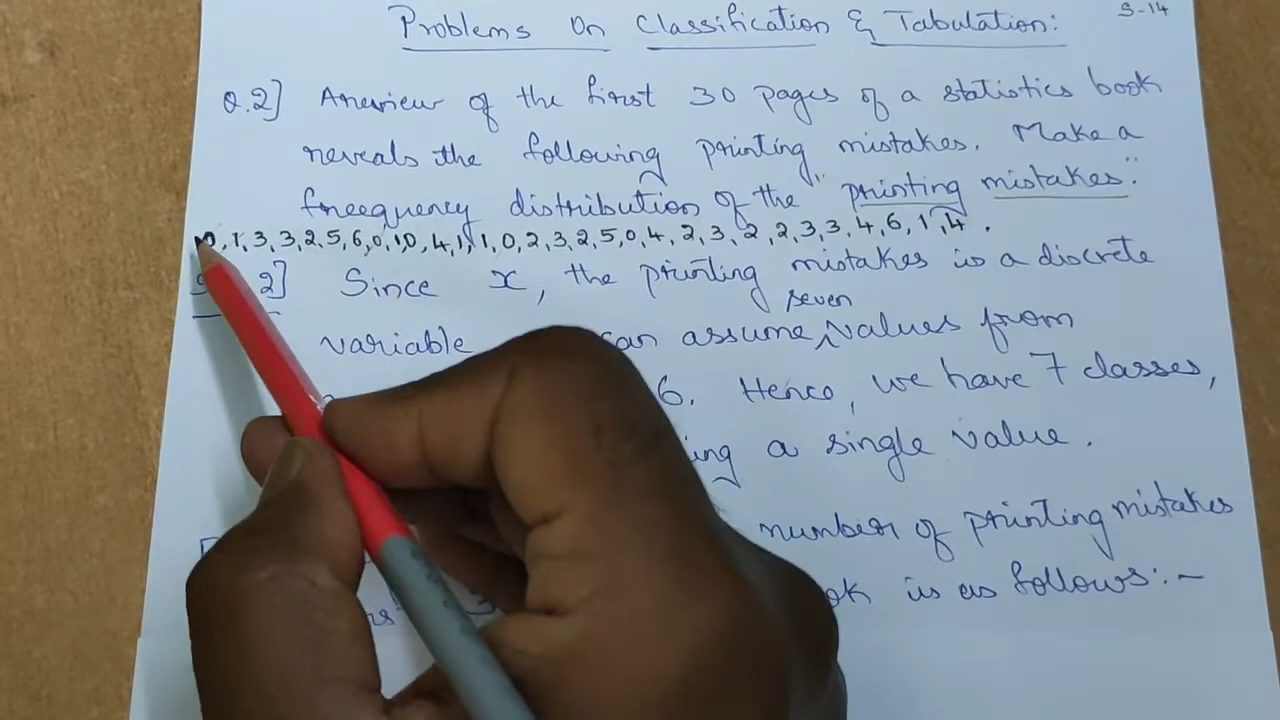 Problems On Classification & Tabulation:
S-14
Q.2] A review of the first 30 pages of a statistics book
reveals the following printing mistakes. Make a
freequency distribution of the "printing mistakes".
0, 1, 3, 3, 2, 5, 6, 0, 1, 0, 4, 1, 1, 0, 2, 3, 2, 5, 0, 4, 2, 3, 2, 2, 3, 3, 4, 6, 1, 4.
2] Since x, the printing mistakes is a discrete
variable can assume seven values from
6. Hence, we have 7 classes,
a single value.
number of printing mistakes
is as follows:-